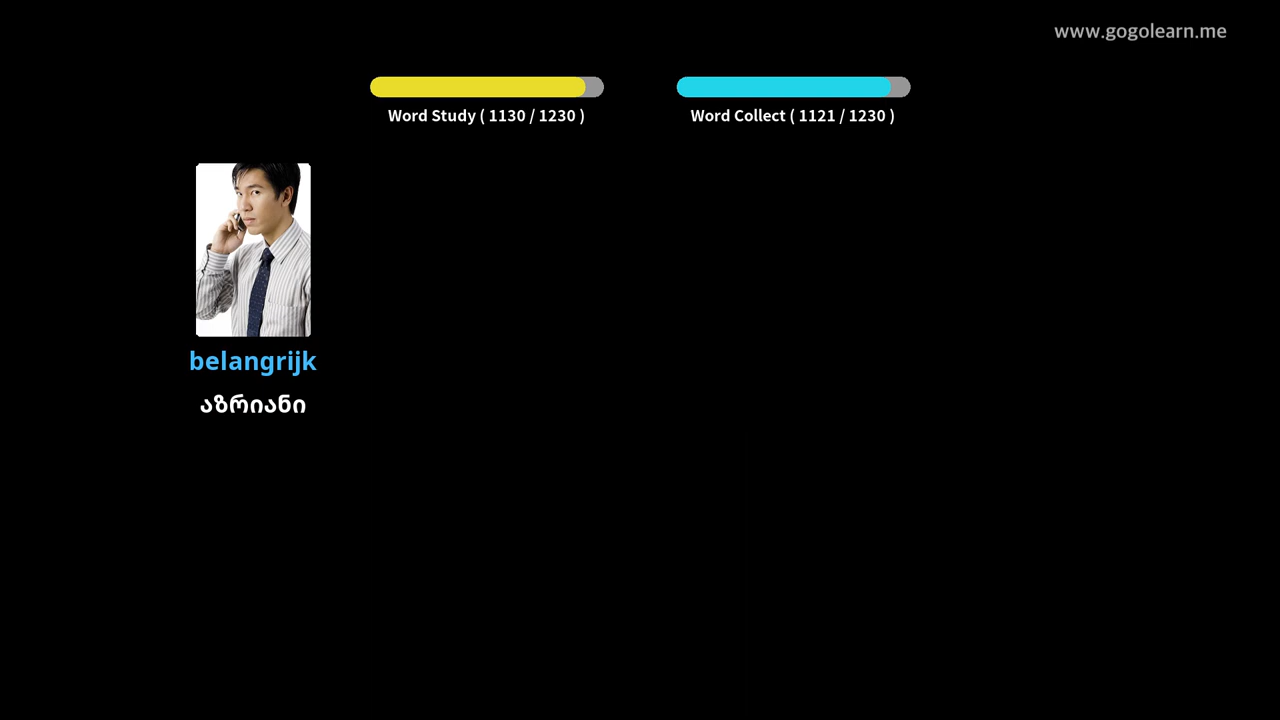 www.gogolearn.me
Word Study ( 1130 / 1230 )
Word Collect ( 1121 / 1230 )
belangrijk
აზრიანი